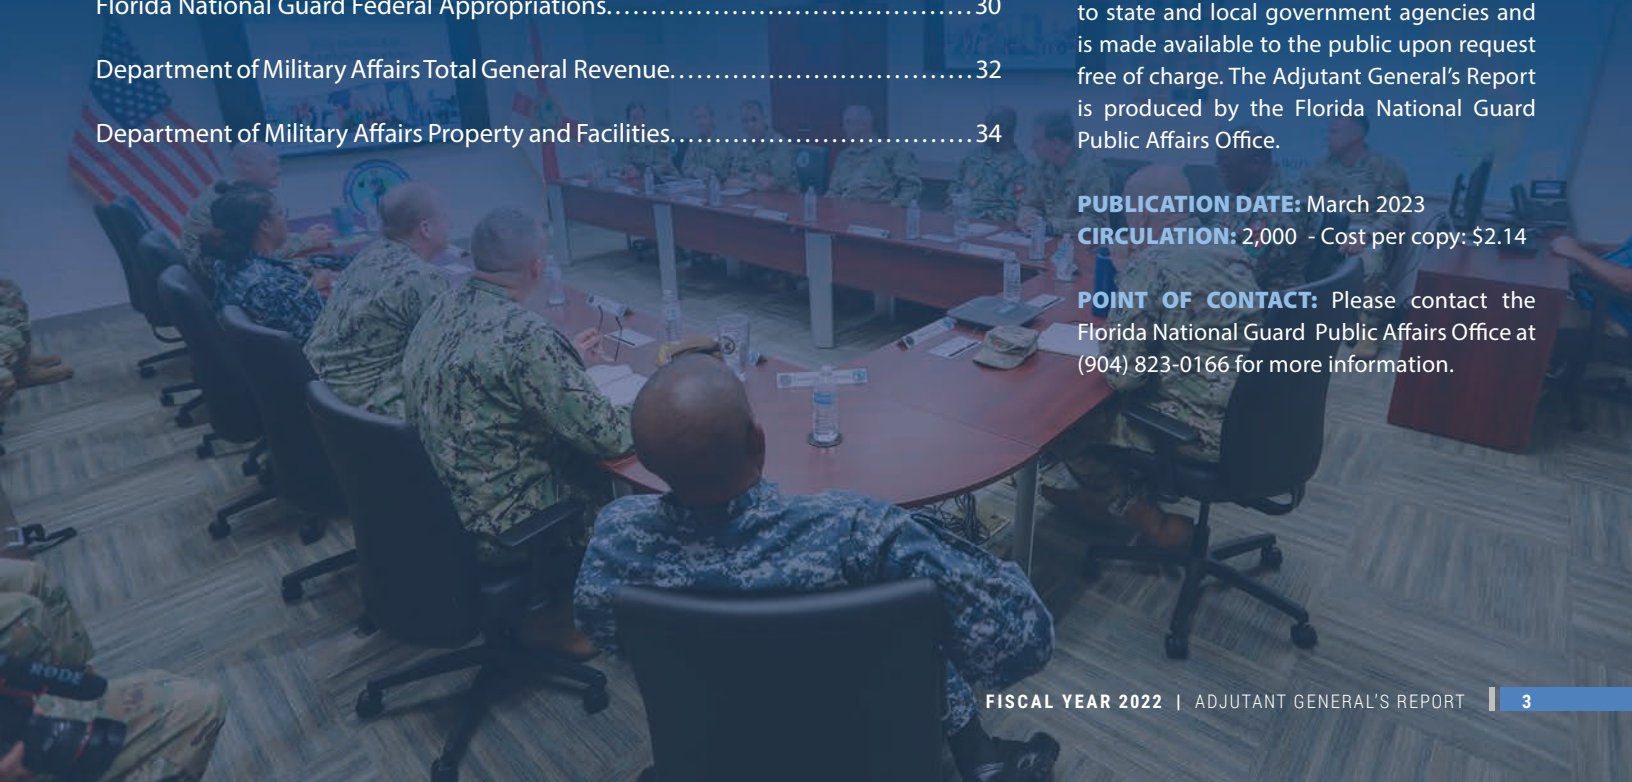 Florida National Guard Federal Appropriations........................................30
Department of Military Affairs Total General Revenue..................................32
Department of Military Affairs Property and Facilities..................................34
to state and local government agencies and
is made available to the public upon request
free of charge. The Adjutant General’s Report
is produced by the Florida National Guard
Public Affairs Office.
PUBLICATION DATE: March 2023
CIRCULATION: 2,000 - Cost per copy: $2.14
POINT OF CONTACT: Please contact the
Florida National Guard Public Affairs Office at
(904) 823-0166 for more information.
RØDE
FISCAL YEAR 2022 | ADJUTANT GENERAL’S REPORT 3